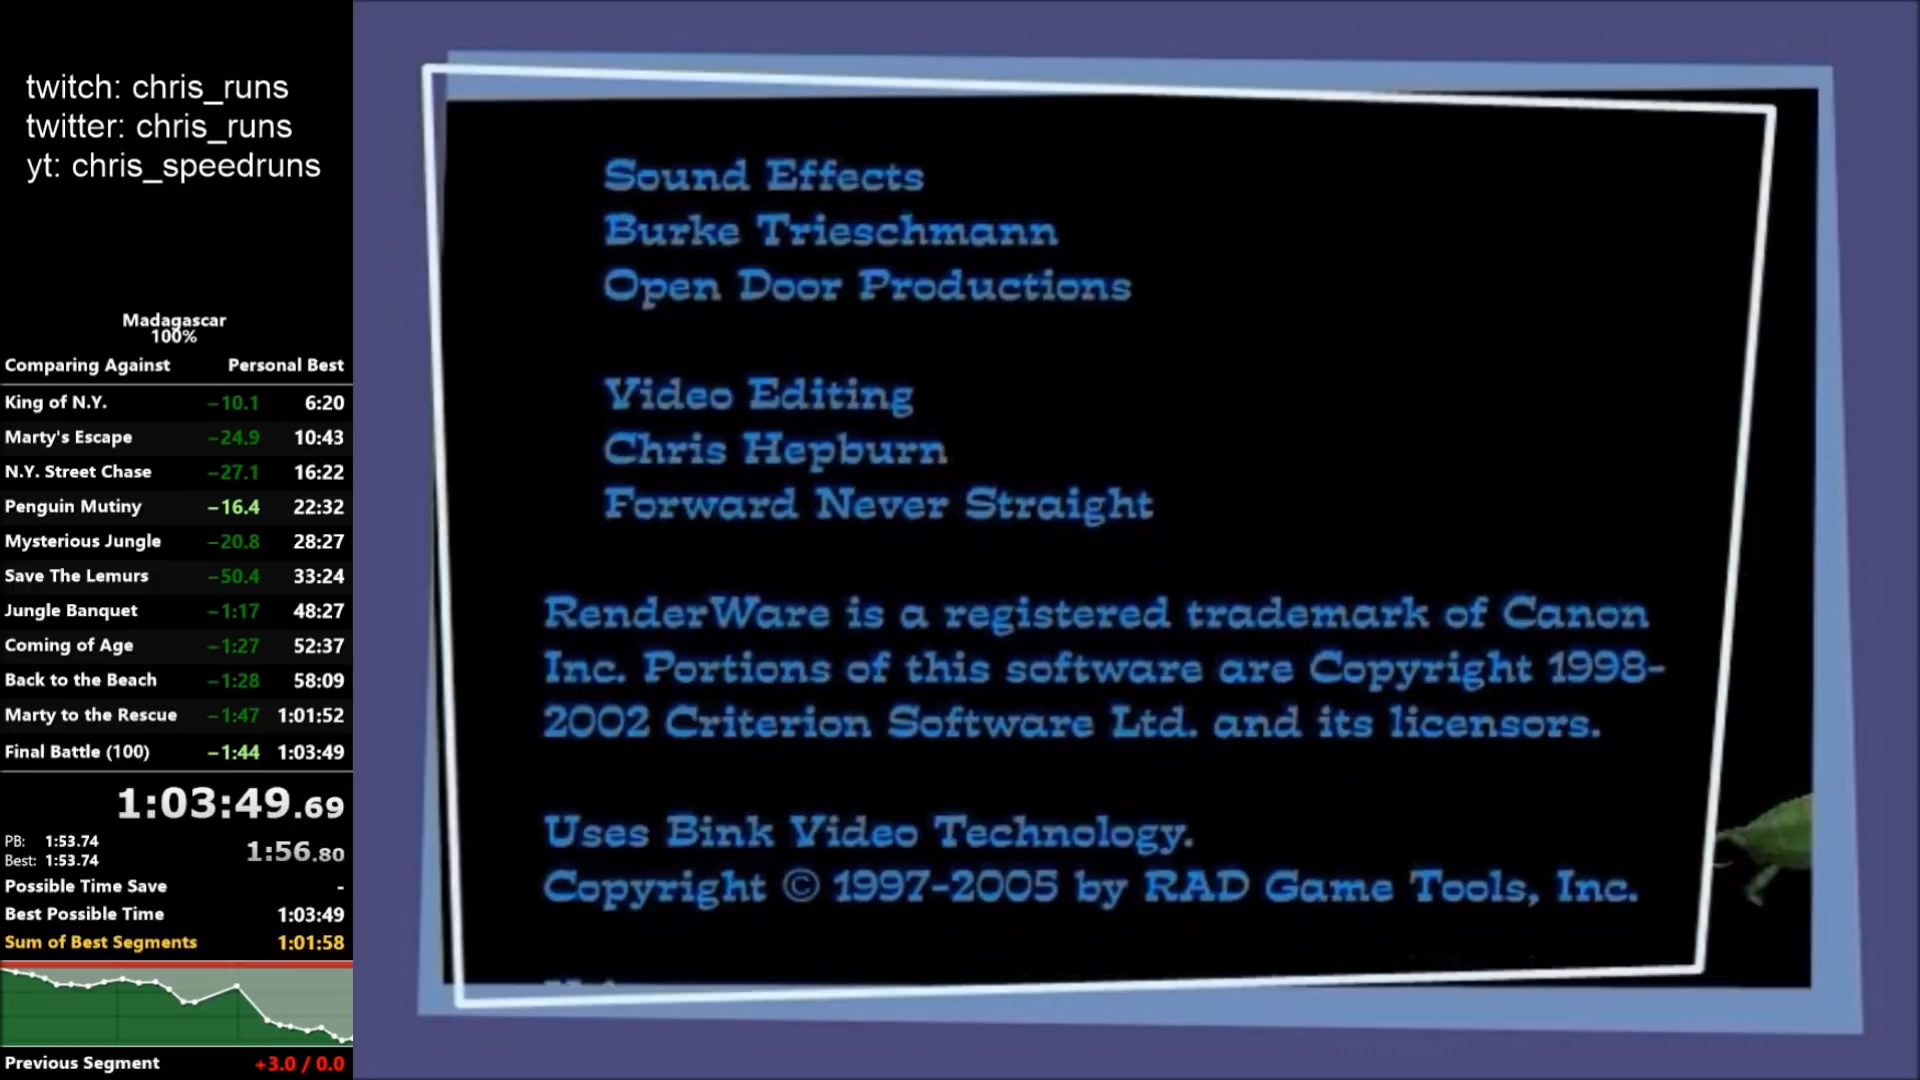 twitch: chris_runs
twitter: chris_runs
yt: chris_speedruns
Madagascar
100%
Comparing Against Personal Best
King of N.Y. −10.1 6:20
Marty's Escape −24.9 10:43
N.Y. Street Chase −27.1 16:22
Penguin Mutiny −16.4 22:32
Mysterious Jungle −20.8 28:27
Save The Lemurs −50.4 33:24
Jungle Banquet −1:17 48:27
Coming of Age −1:27 52:37
Back to the Beach −1:28 58:09
Marty to the Rescue −1:47 1:01:52
Final Battle (100) −1:44 1:03:49
1:03:49.69
PB: 1:53.74
Best: 1:53.74
1:56.80
Possible Time Save -
Best Possible Time 1:03:49
Sum of Best Segments 1:01:58
Previous Segment +3.0 / 0.0
Sound Effects
Burke Trieschmann
Open Door Productions
Video Editing
Chris Hepburn
Forward Never Straight
RenderWare is a registered trademark of Canon
Inc. Portions of this software are Copyright 1998-
2002 Criterion Software Ltd. and its licensors.
Uses Bink Video Technology.
Copyright © 1997-2005 by RAD Game Tools, Inc.